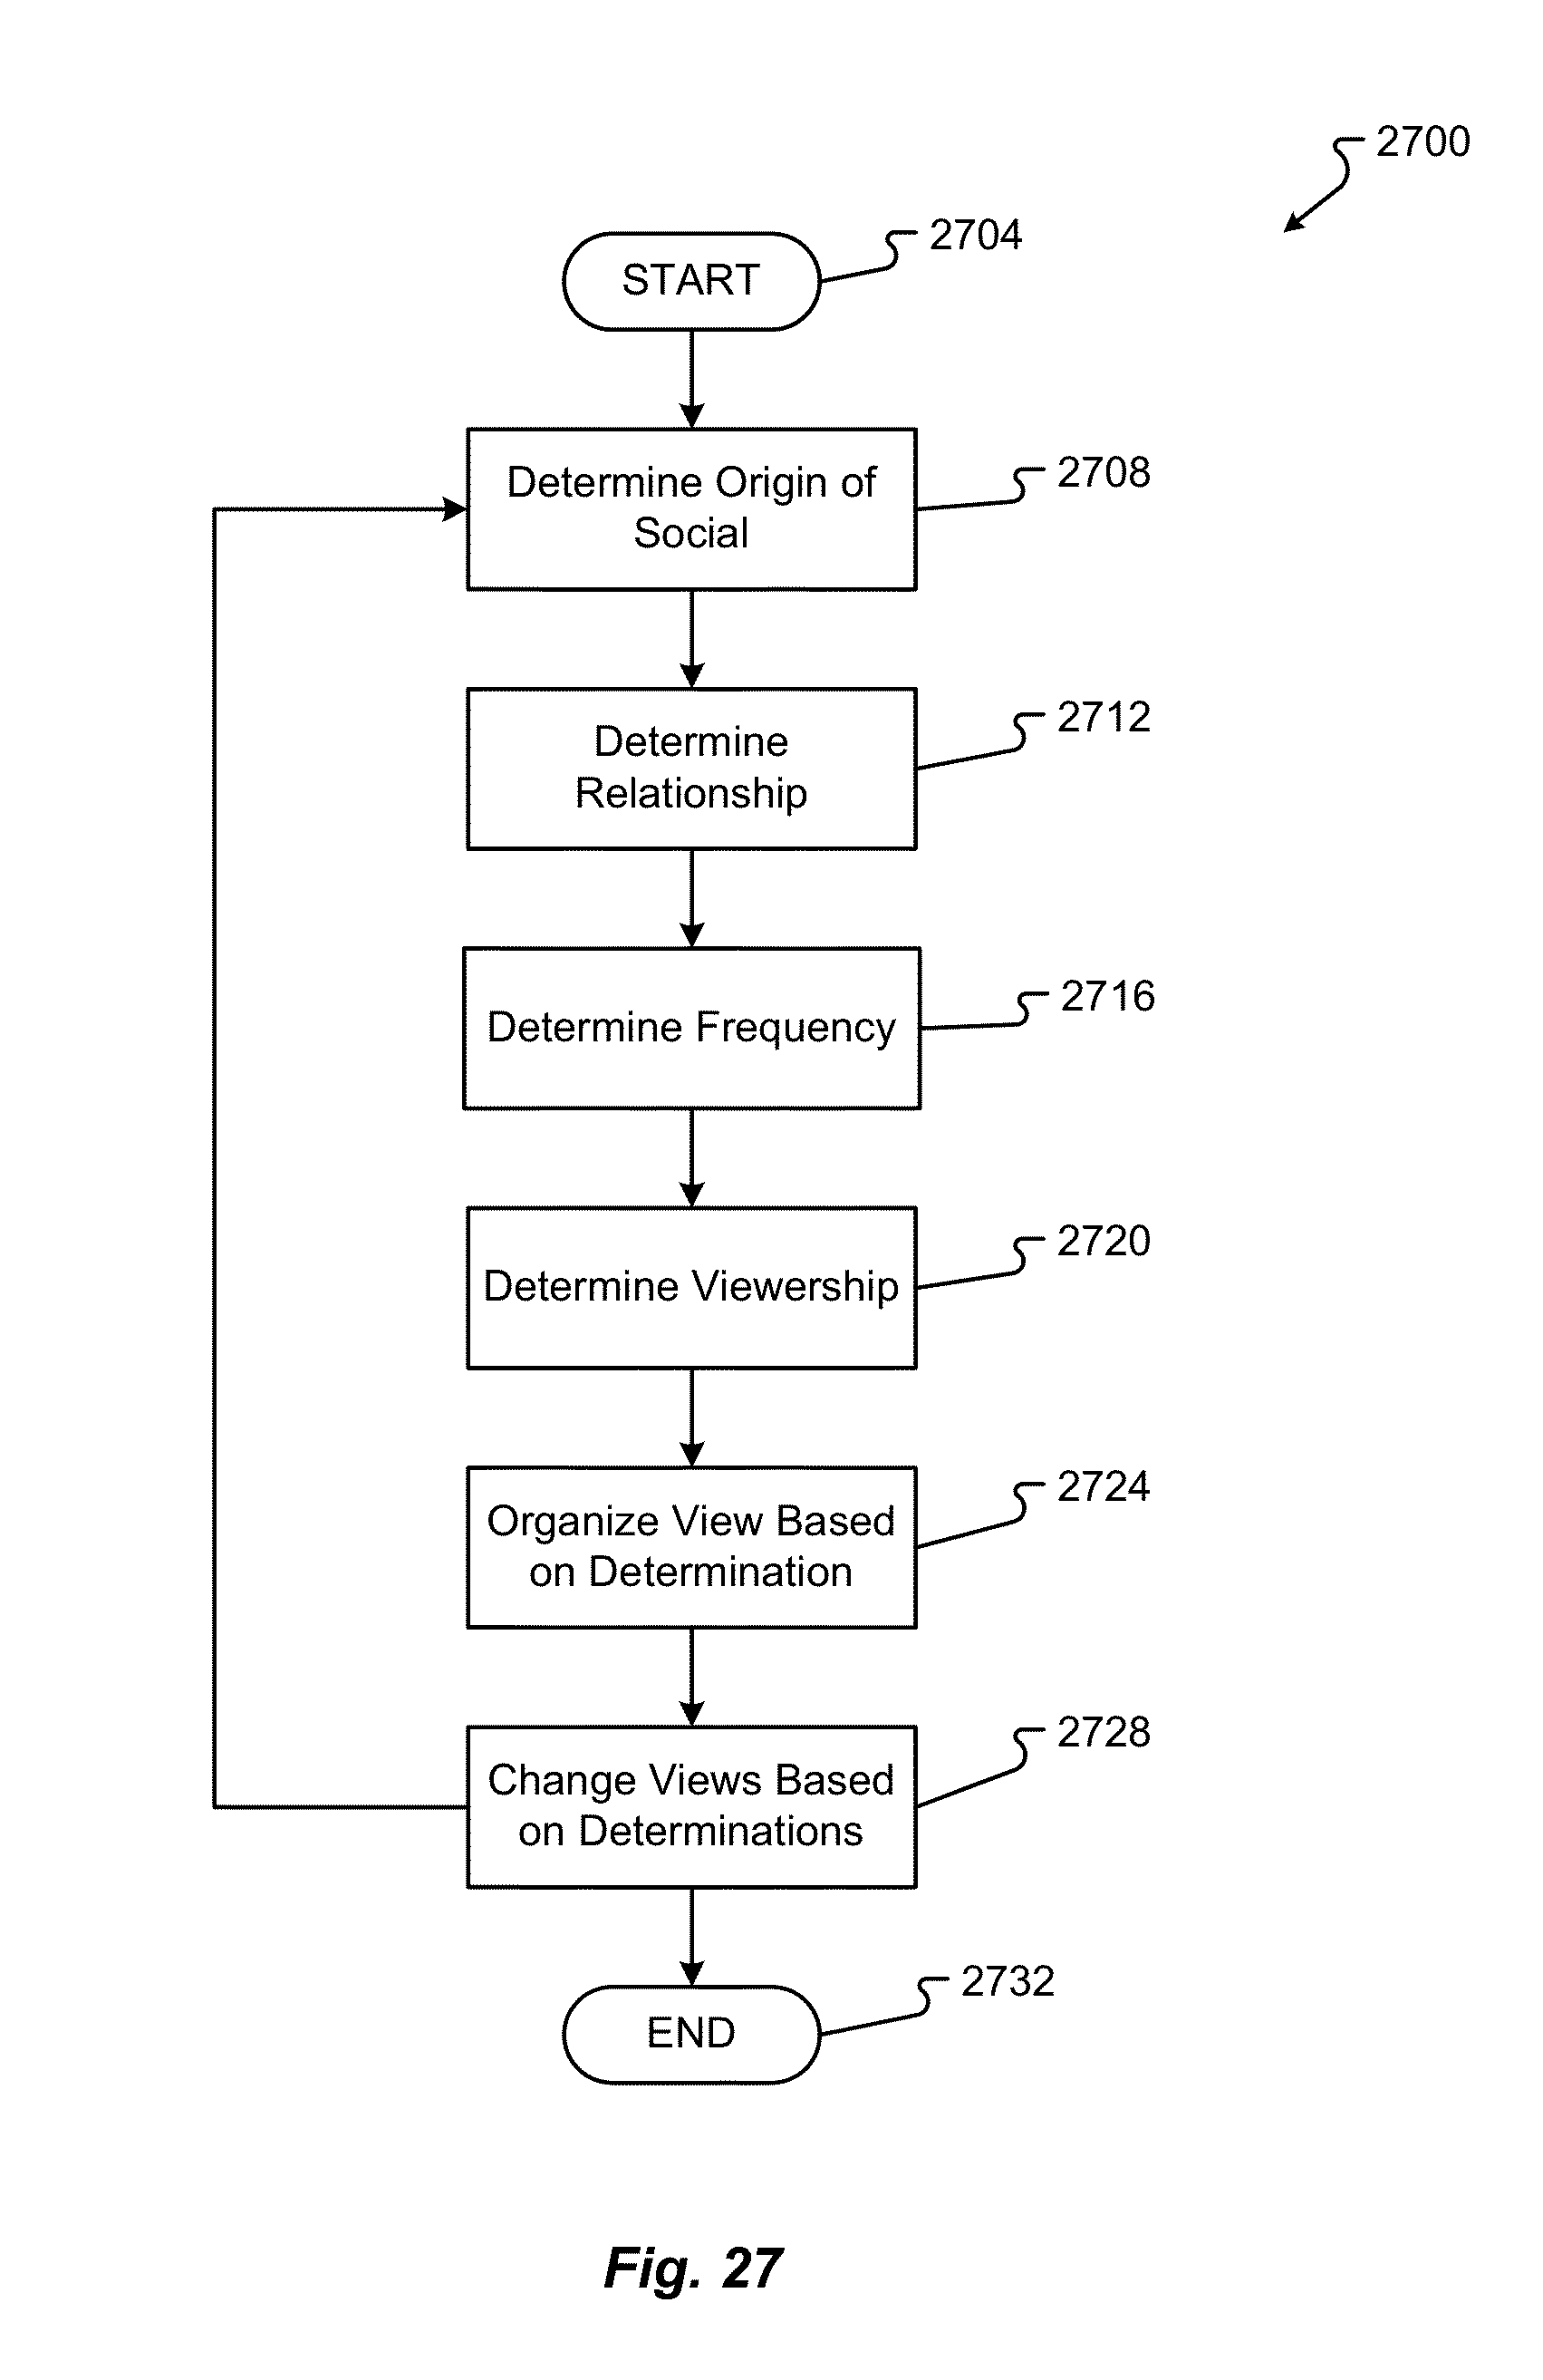 2700
2704
START
Determine Origin of
Social
2708
Determine
Relationship
2712
Determine Frequency
2716
Determine Viewership
2720
Organize View Based
on Determination
2724
Change Views Based
on Determinations
2728
END
2732
Fig. 27